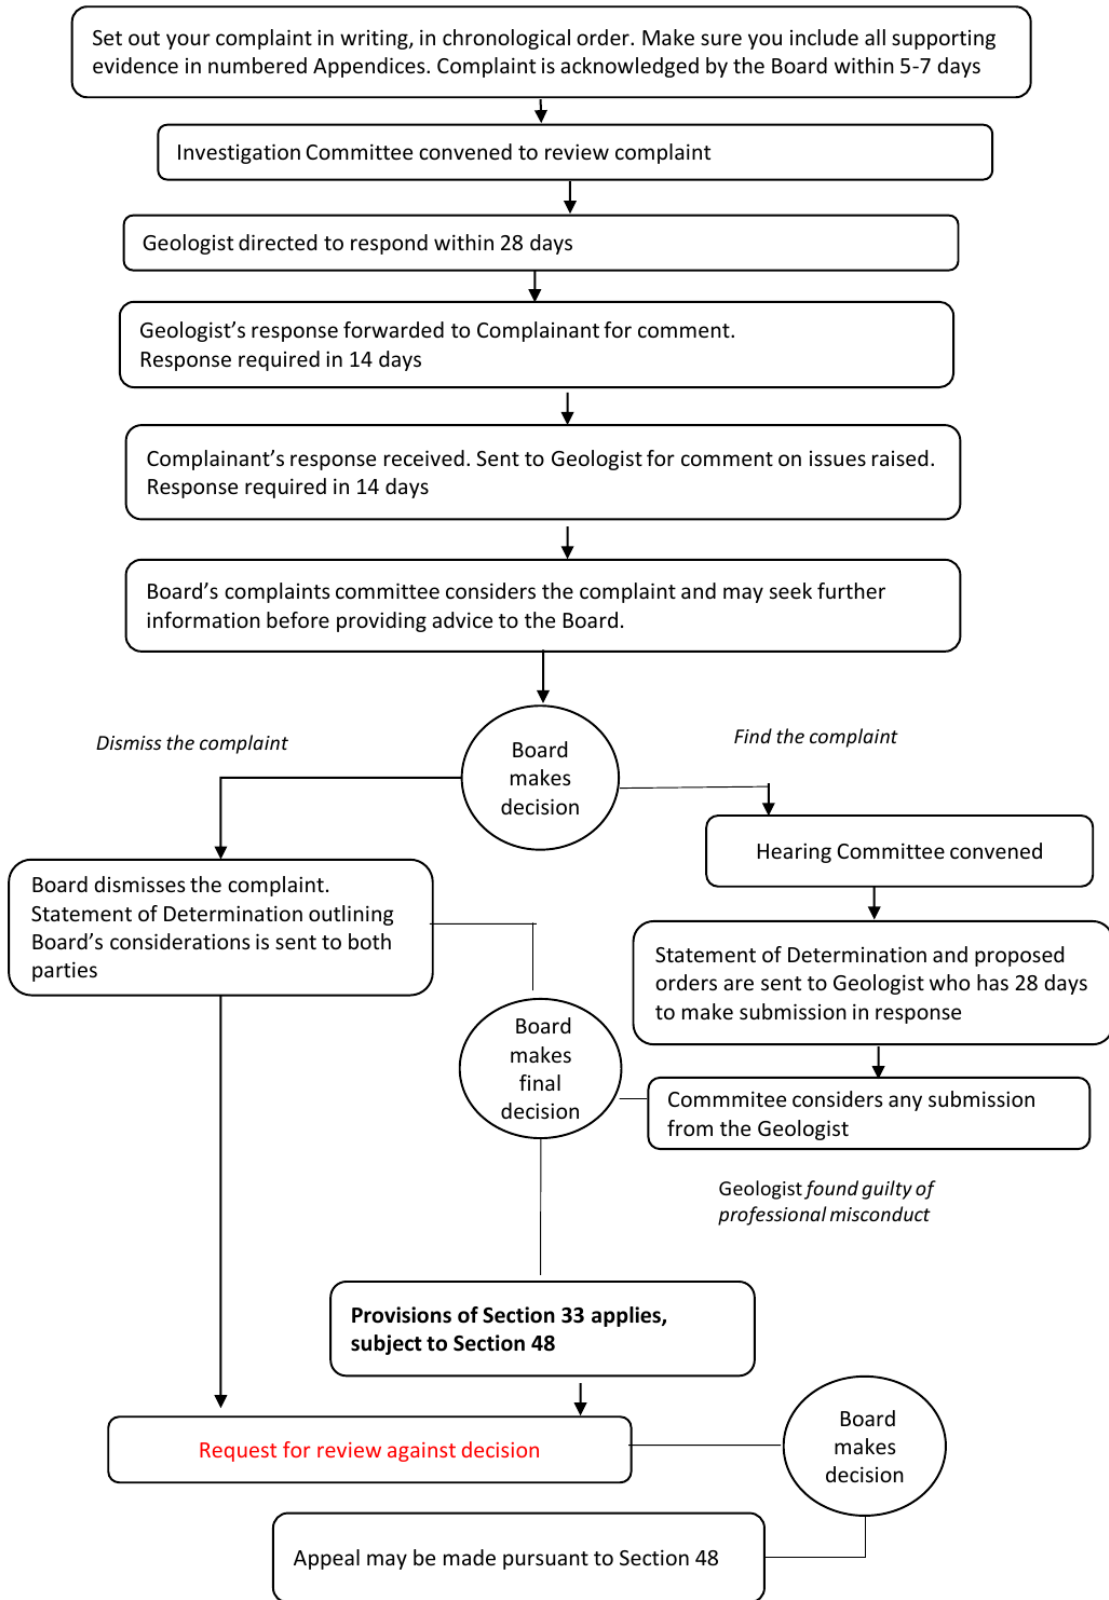 Set out your complaint in writing, in chronological order. Make sure you include all supporting
evidence in numbered Appendices. Complaint is acknowledged by the Board within 5-7 days
Investigation Committee convened to review complaint
Geologist directed to respond within 28 days
Geologist’s response forwarded to Complainant for comment.
Response required in 14 days
Complainant’s response received. Sent to Geologist for comment on issues raised.
Response required in 14 days
Board’s complaints committee considers the complaint and may seek further
information before providing advice to the Board.
Board
makes
decision
Dismiss the complaint
Find the complaint
Board dismisses the complaint.
Statement of Determination outlining
Board’s considerations is sent to both
parties
Hearing Committee convened
Statement of Determination and proposed
orders are sent to Geologist who has 28 days
to make submission in response
Commmitee considers any submission
from the Geologist
Board
makes
final
decision
Geologist found guilty of
professional misconduct
Provisions of Section 33 applies,
subject to Section 48
Request for review against decision
Board
makes
decision
Appeal may be made pursuant to Section 48